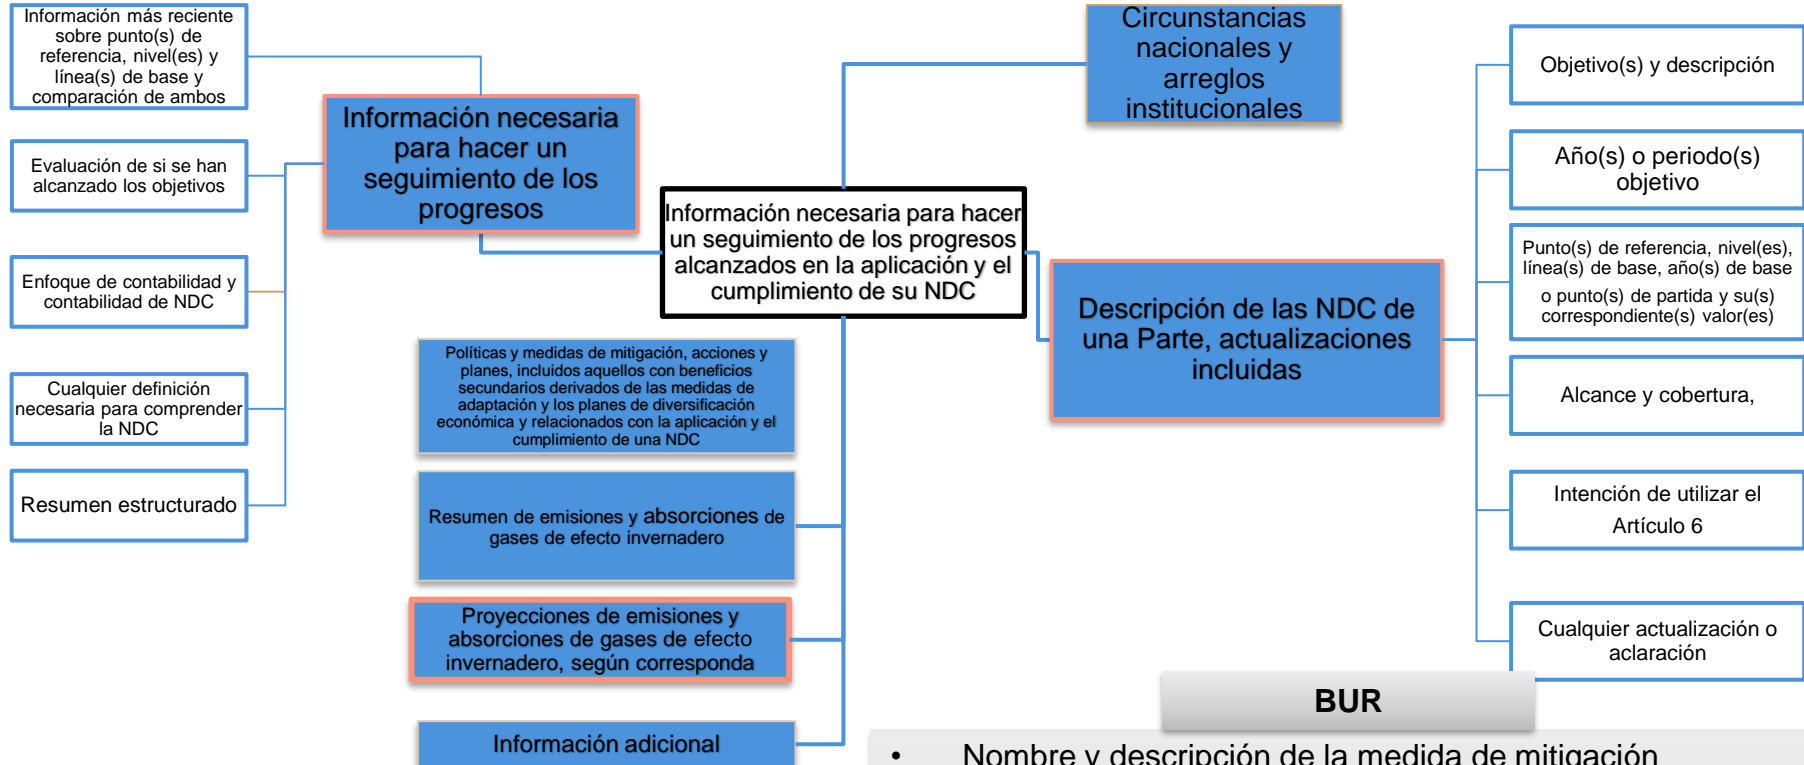 Información más reciente
sobre punto(s) de
referencia, nivel(es) y
línea(s) de base y
comparación de ambos
Evaluación de si se han
alcanzado los objetivos
Enfoque de contabilidad y
contabilidad de NDC
Cualquier definición
necesaria para comprender
la NDC
Resumen estructurado
Información necesaria
para hacer un
seguimiento de los
progresos
Circunstancias
nacionales y
arreglos
institucionales
Información necesaria para hacer
un seguimiento de los progresos
alcanzados en la aplicación y el
cumplimiento de su NDC
Políticas y medidas de mitigación, acciones y
planes, incluidos aquellos con beneficios
secundarios derivados de las medidas de
adaptación y los planes de diversificación
económica y relacionados con la aplicación y el
cumplimiento de una NDC
Resumen de emisiones y absorciones de
gases de efecto invernadero
Proyecciones de emisiones y
absorciones de gases de efecto
invernadero, según corresponda
Información adicional
Descripción de las NDC de
una Parte, actualizaciones
incluidas
Objetivo(s) y descripción
Año(s) o periodo(s)
objetivo
Punto(s) de referencia, nivel(es),
línea(s) de base, año(s) de base
o punto(s) de partida y su(s)
correspondiente(s) valor(es)
Alcance y cobertura,
Intención de utilizar el
Artículo 6
Cualquier actualización o
aclaración
BUR
• Nombre y descripción de la medida de mitigación